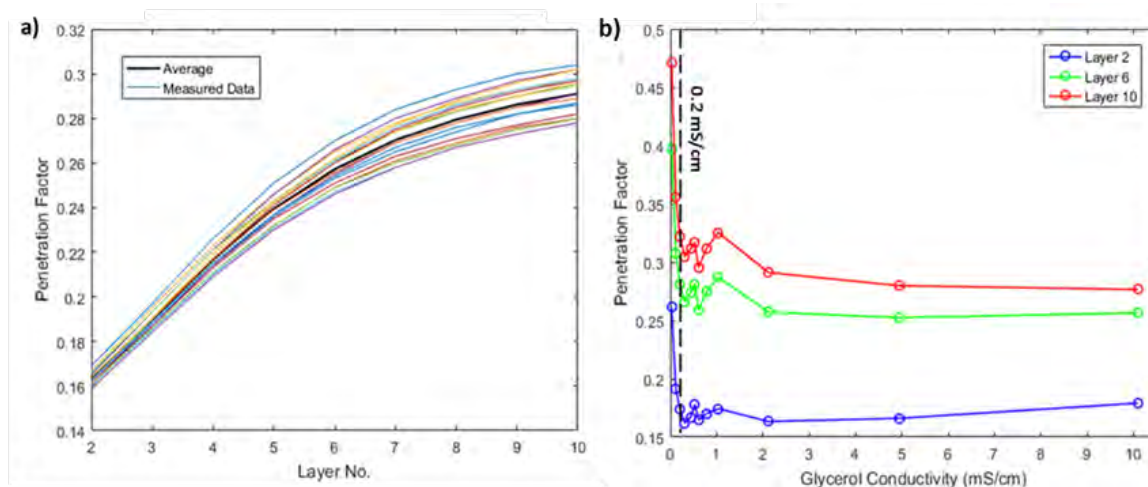 a)
0.32
0.3
0.28
0.26
0.24
0.22
0.2
0.18
0.16
0.14
Penetration Factor
Average
Measured Data
2 3 4 5 6 7 8 9 10
Layer No.
b)
0.5
0.45
0.4
0.35
0.3
0.25
0.2
0.15
Penetration Factor
0.2 mS/cm
Layer 2
Layer 6
Layer 10
0 1 2 3 4 5 6 7 8 9 10
Glycerol Conductivity (mS/cm)